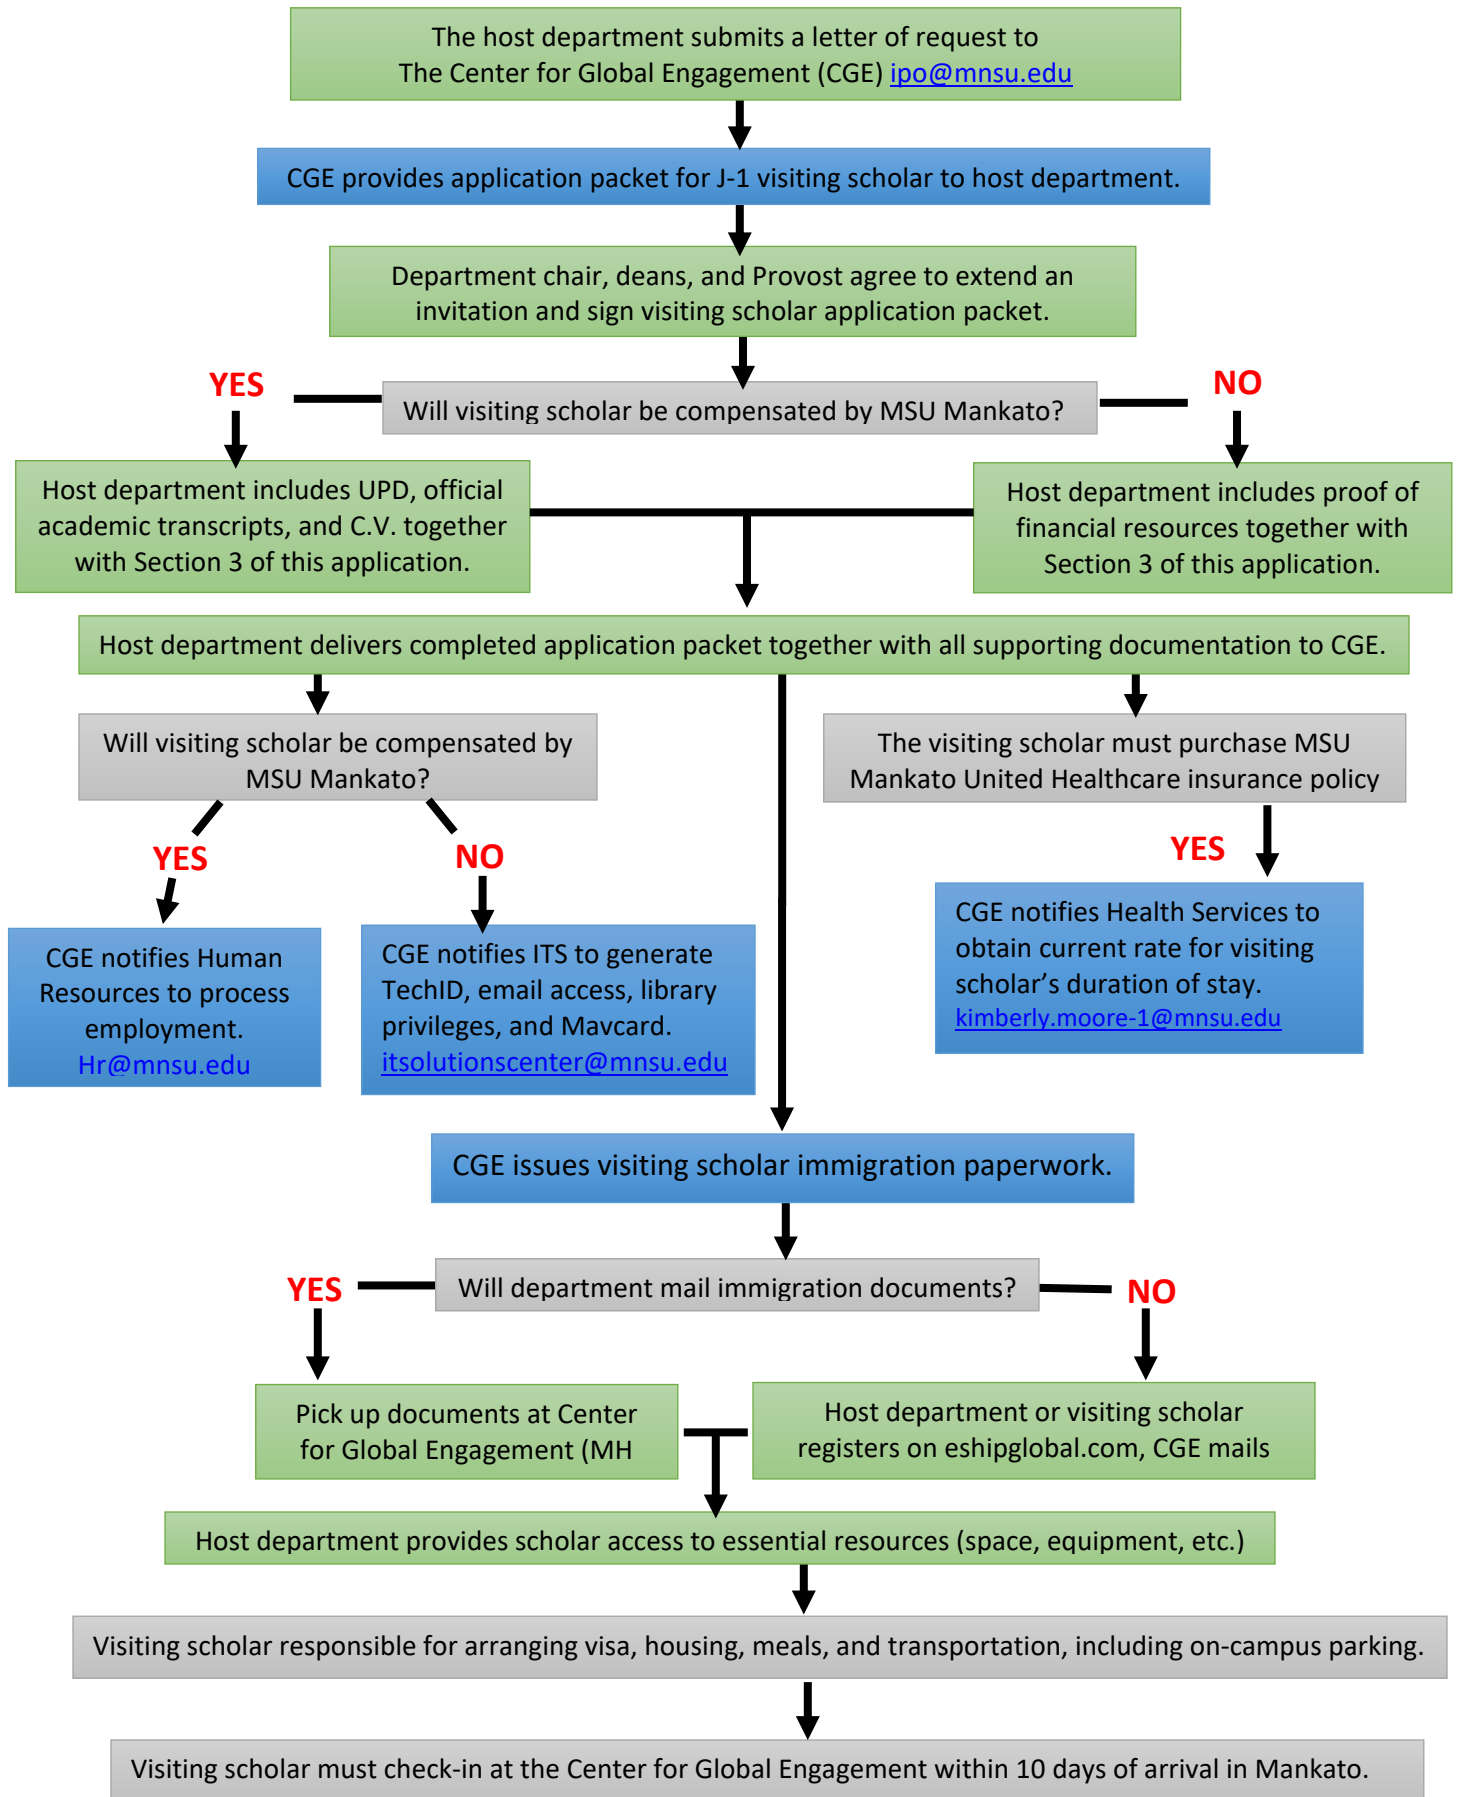 The host department submits a letter of request to
The Center for Global Engagement (CGE) ipo@mnsu.edu
CGE provides application packet for J-1 visiting scholar to host department.
Department chair, deans, and Provost agree to extend an
invitation and sign visiting scholar application packet.
YES
Will visiting scholar be compensated by MSU Mankato?
NO
Host department includes UPD, official
academic transcripts, and C.V. together
with Section 3 of this application.
Host department includes proof of
financial resources together with
Section 3 of this application.
Host department delivers completed application packet together with all supporting documentation to CGE.
Will visiting scholar be compensated by
MSU Mankato?
The visiting scholar must purchase MSU
Mankato United Healthcare insurance policy
YES
NO
YES
CGE notifies Human
Resources to process
employment.
Hr@mnsu.edu
CGE notifies ITS to generate
TechID, email access, library
privileges, and Mavcard.
itsolutionscenter@mnsu.edu
CGE notifies Health Services to
obtain current rate for visiting
scholar’s duration of stay.
kimberly.moore-1@mnsu.edu
CGE issues visiting scholar immigration paperwork.
YES
Will department mail immigration documents?
NO
Pick up documents at Center
for Global Engagement (MH
Host department or visiting scholar
registers on eshipglobal.com, CGE mails
Host department provides scholar access to essential resources (space, equipment, etc.)
Visiting scholar responsible for arranging visa, housing, meals, and transportation, including on-campus parking.
Visiting scholar must check-in at the Center for Global Engagement within 10 days of arrival in Mankato.